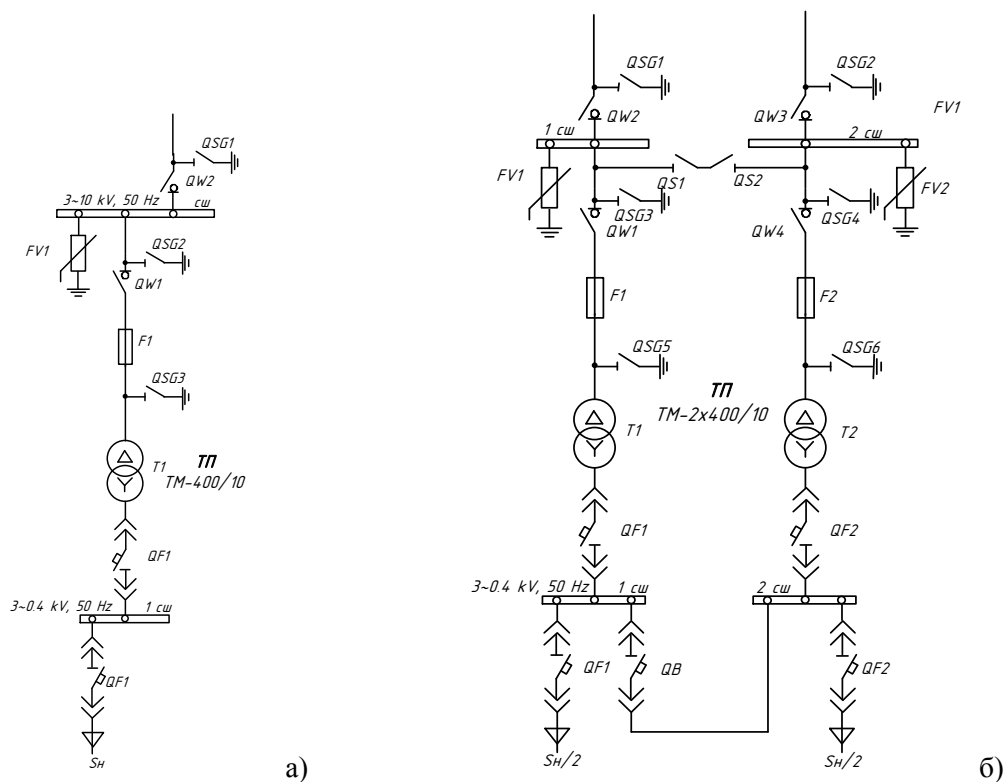 QSG1
QW2
3~10 kV, 50 Hz
сш
FV1
QSG2
QW1
F1
QSG3
T1
ТП
ТМ-400/10
QF1
3~0.4 kV, 50 Hz
1 сш
QF1
Sн
а)
QSG1
QSG2
QW2
QW3
FV1
1 сш
2 сш
FV1
QS1
QS2
FV2
QSG3
QSG4
QW1
QW4
F1
F2
QSG5
QSG6
ТП
ТМ-2x400/10
T1
T2
QF1
QF2
3~0.4 kV, 50 Hz
1 сш
2 сш
QF1
QB
QF2
Sн/2
Sн/2
б)